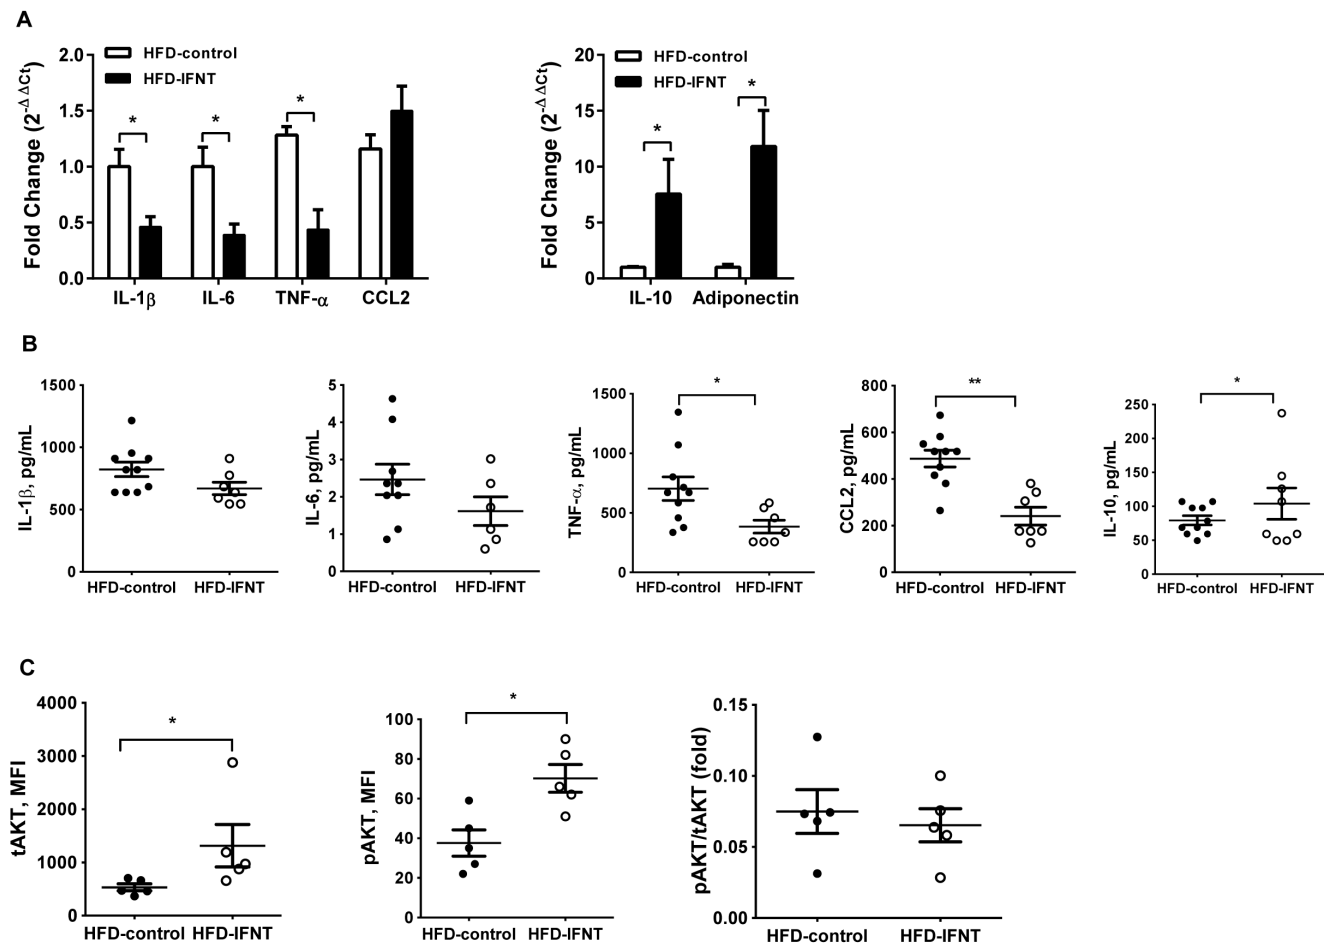 A
HFD-control
HFD-IFNT
Fold Change (2^-ΔΔCt)
2.0
1.5
1.0
0.5
0.0
*
*
*
IL-1β IL-6 TNF-α CCL2
HFD-control
HFD-IFNT
Fold Change (2^-ΔΔCt)
20
15
10
5
0
*
*
IL-10 Adiponectin
B
IL-1β, pg/mL
1500
1000
500
0
HFD-control HFD-IFNT
IL-6, pg/mL
5
4
3
2
1
0
HFD-control HFD-IFNT
TNF-α, pg/mL
1500
1000
500
0
*
HFD-control HFD-IFNT
CCL2, pg/mL
800
600
400
200
0
**
HFD-control HFD-IFNT
IL-10, pg/mL
250
200
150
100
50
0
*
HFD-control HFD-IFNT
C
tAKT, MFI
4000
3000
2000
1000
0
*
HFD-control HFD-IFNT
pAKT, MFI
100
80
60
40
20
0
*
HFD-control HFD-IFNT
pAKT/tAKT (fold)
0.15
0.10
0.05
0.00
HFD-control HFD-IFNT